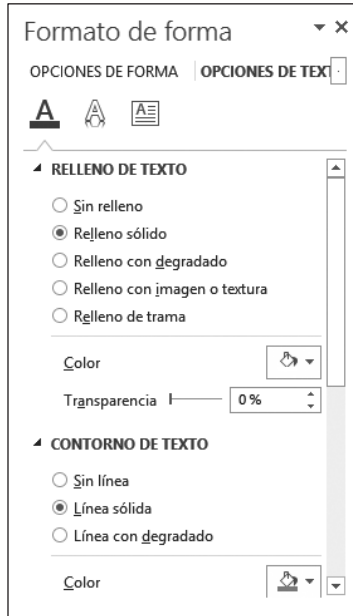 Formato de forma
OPCIONES DE FORMA OPCIONES DE TEXT
RELLENO DE TEXTO
Sin relleno
Relleno sólido
Relleno con degradado
Relleno con imagen o textura
Relleno de trama
Color
Transparencia 0 %
CONTORNO DE TEXTO
Sin línea
Línea sólida
Línea con degradado
Color